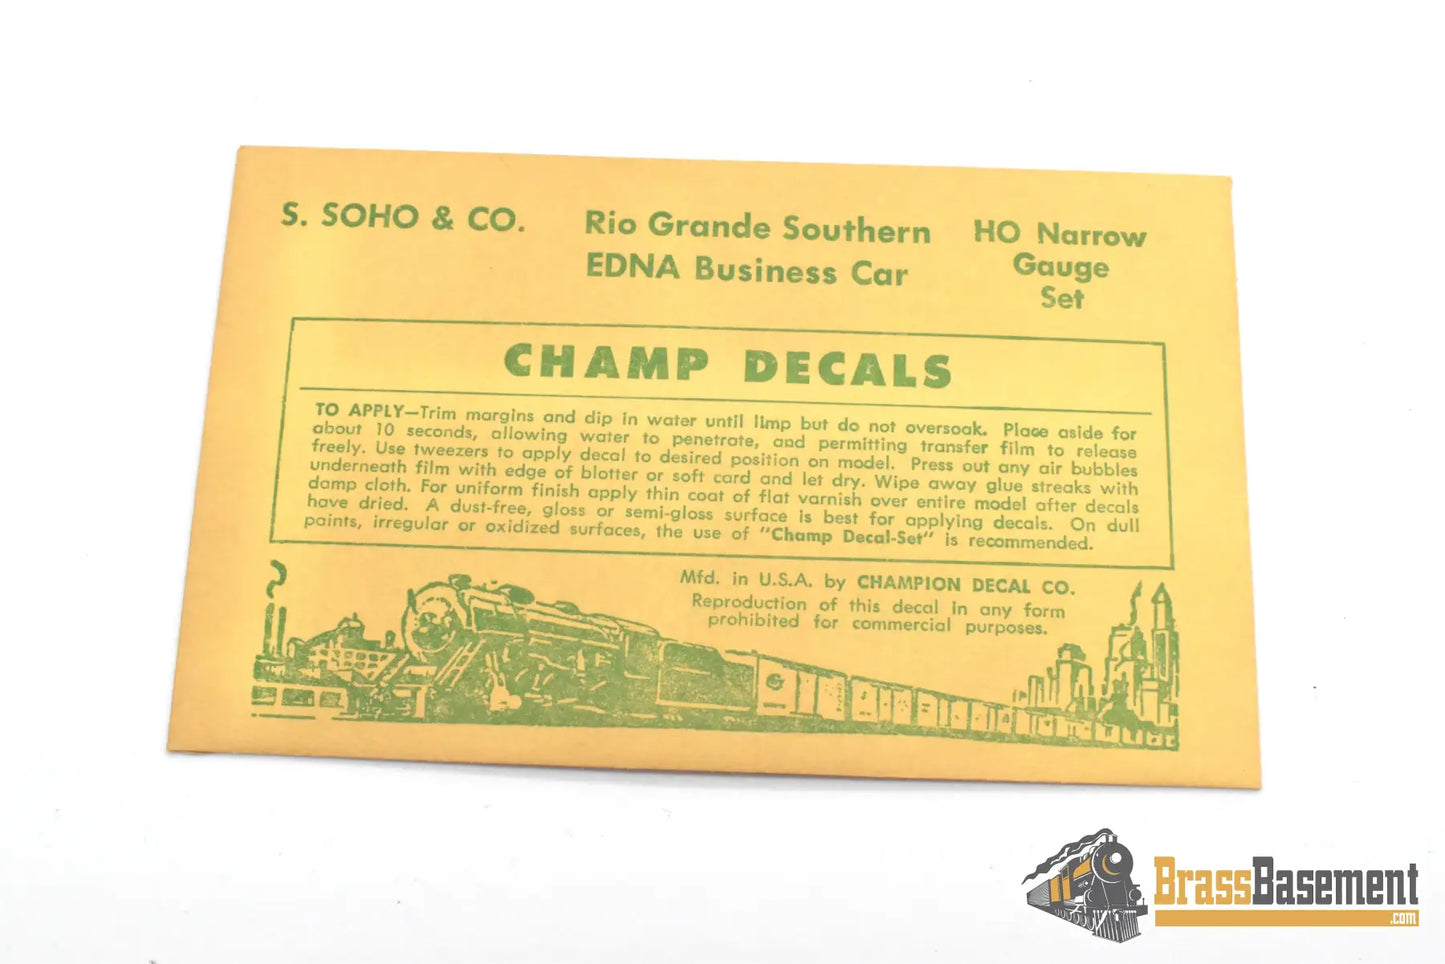 S. SOHO & CO.
Rio Grande Southern
EDNA Business Car
HO Narrow
Gauge
Set
CHAMP DECALS
TO APPLY—Trim margins and dip in water until limp but do not oversoak. Place aside for
about 10 seconds, allowing water to penetrate, and permitting transfer film to release
freely. Use tweezers to apply decal to desired position on model. Press out any air bubbles
underneath film with edge of blotter or soft card and let dry. Wipe away glue streaks with
damp cloth. For uniform finish apply thin coat of flat varnish over entire model after decals
have dried. A dust-free, gloss or semi-gloss surface is best for applying decals. On dull
paints, irregular or oxidized surfaces, the use of "Champ Decal-Set" is recommended.
Mfd. in U.S.A. by CHAMPION DECAL CO.
Reproduction of this decal in any form
prohibited for commercial purposes.
BrassBasement
.com